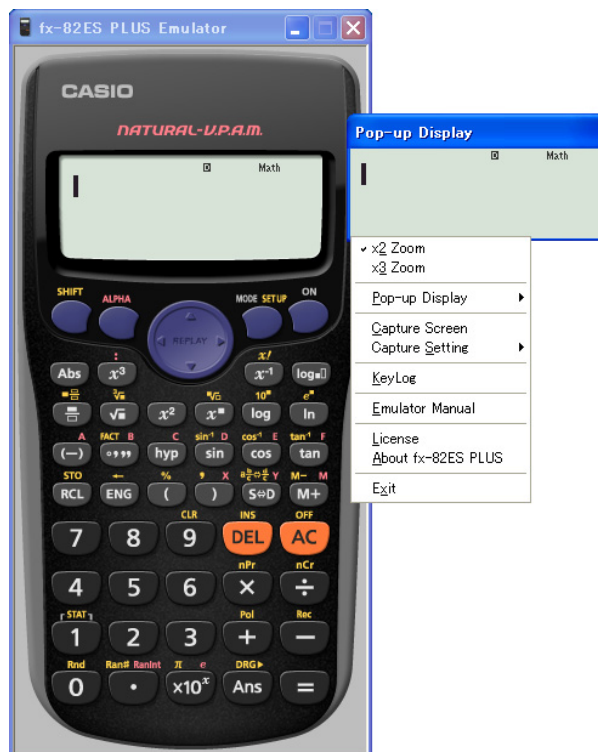 fx-82ES PLUS Emulator
CASIO
NATURAL-V.P.A.M.
Pop-up Display
D Math
D Math
✓ x2 Zoom
x3 Zoom
Pop-up Display
Capture Screen
Capture Setting
KeyLog
Emulator Manual
License
About fx-82ES PLUS
Exit
SHIFT ALPHA MODE SETUP ON
REPLAY
: x!
Abs x³ x⁻¹ log■□
■┤ ³√■ ■√□ 10■ e■
√■ x² x■ log ln
A FACT B C sin⁻¹ D cos⁻¹ E tan⁻¹ F
(−) °’’’ hyp sin cos tan
STO ← % , X a b/c⇔d/c Y M− M
RCL ENG ( ) S⇔D M+
CLR INS OFF
7 8 9 DEL AC
nPr nCr
4 5 6 × ÷
STAT Pol Rec
1 2 3 + −
Rnd Ran# RanInt π e DRG▶
0 • ×10ˣ Ans =